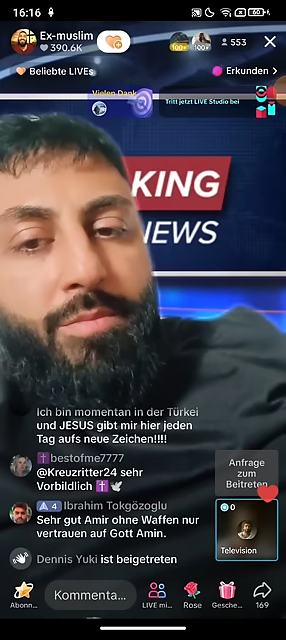 16:16
60
Ex-muslim
390.6K
100+
100+
553
Beliebte LIVEs
Erkunden >
Vielen Dank
Tritt jetzt LIVE Studio bei
KING
NEWS
Ich bin momentan in der Türkei
und JESUS gibt mir hier jeden
Tag aufs neue Zeichen!!!!
bestofme7777
@Kreuzritter24 sehr
Vorbildlich ✝️🕊️
4 Ibrahim Tokgözoglu
Sehr gut Amir ohne Waffen nur
vertrauen auf Gott Amin.
Dennis Yuki ist beigetreten
Anfrage
zum
Beitreten
0
Television
Kommenta...
Abonn...
LIVE mi...
Rose
Gesche...
169